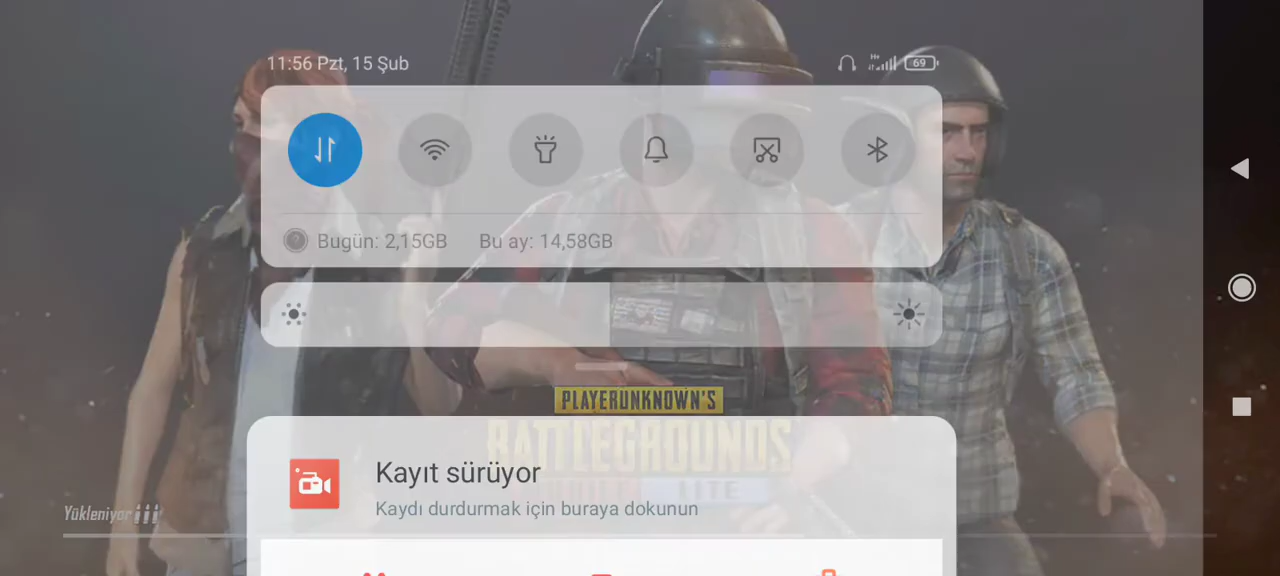 11:56 Pzt, 15 Şub
69
Bugün: 2,15GB Bu ay: 14,58GB
PLAYERUNKNOWN'S
BATTLEGROUNDS
LITE
Kayıt sürüyor
Kaydı durdurmak için buraya dokunun
Yükleniyor